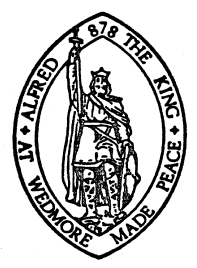 AT ✦ ALFRED 878 THE KING ✦ MADE PEACE WEDMORE